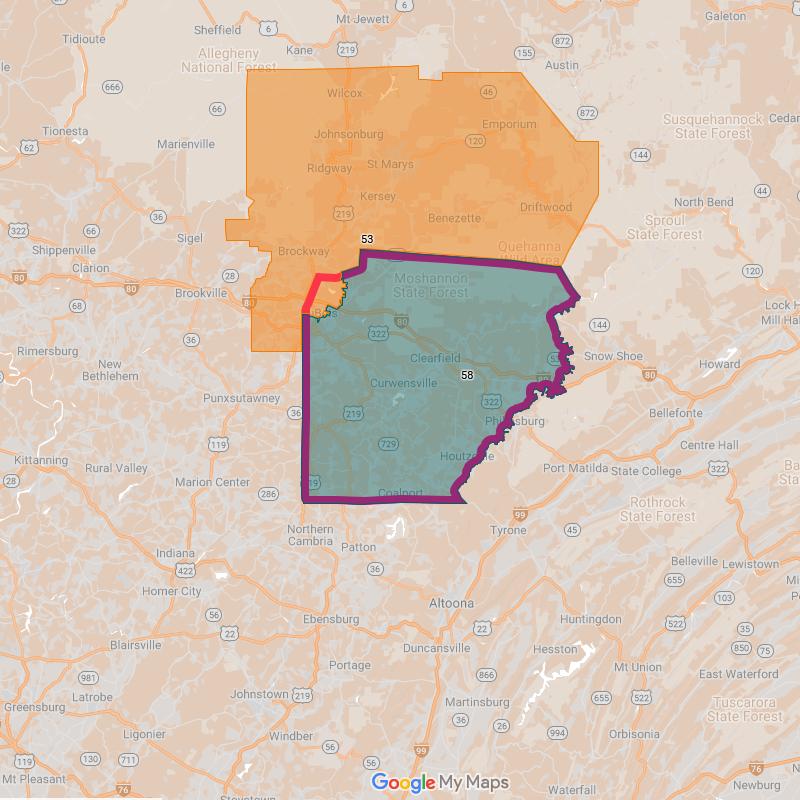 Mt Jewett
6
Galeton
Tidioute
Sheffield
6
Kane
219
872
155
Allegheny
National Forest
Austin
666
Wilcox
46
66
872
Tionesta
Johnsonburg
Emporium
Susquehannock
State Forest
62
Marienville
120
144
Ridgway
St Marys
Kersey
44
North Bend
36
219
Benezette
Driftwood
Sproul
State Forest
322
66
Sigel
53
Shippenville
Brockway
Quehanna
Wild Area
Clarion
28
80
80
Moshannon
State Forest
Brookville
80
68
80
322
144
36
Rimersburg
Clearfield
Snow Shoe
Howard
New
Bethlehem
58
80
Curwensville
Punxsutawney
322
36
219
Bellefonte
119
729
Centre Hall
Kittanning
Rural Valley
Port Matilda
State College
322
28
Marion Center
286
Coalport
Rothrock
State Forest
99
Northern
Cambria
Tyrone
45
Indiana
Patton
36
Belleville
Lewistown
422
655
Homer City
103
56
Altoona
Huntingdon
Ebensburg
522
35
22
22
Blairsville
Duncansville
Hesston
850
75
Portage
Mt Union
981
866
East Waterford
Latrobe
Johnstown
219
Martinsburg
655
522
Greensburg
Tuscarora
State Forest
36
26
Ligonier
Windber
994
Orbisonia
56
119
130
711
99
56
Mt Pleasant
76
76
Google My Maps
Waterfall
Newburg